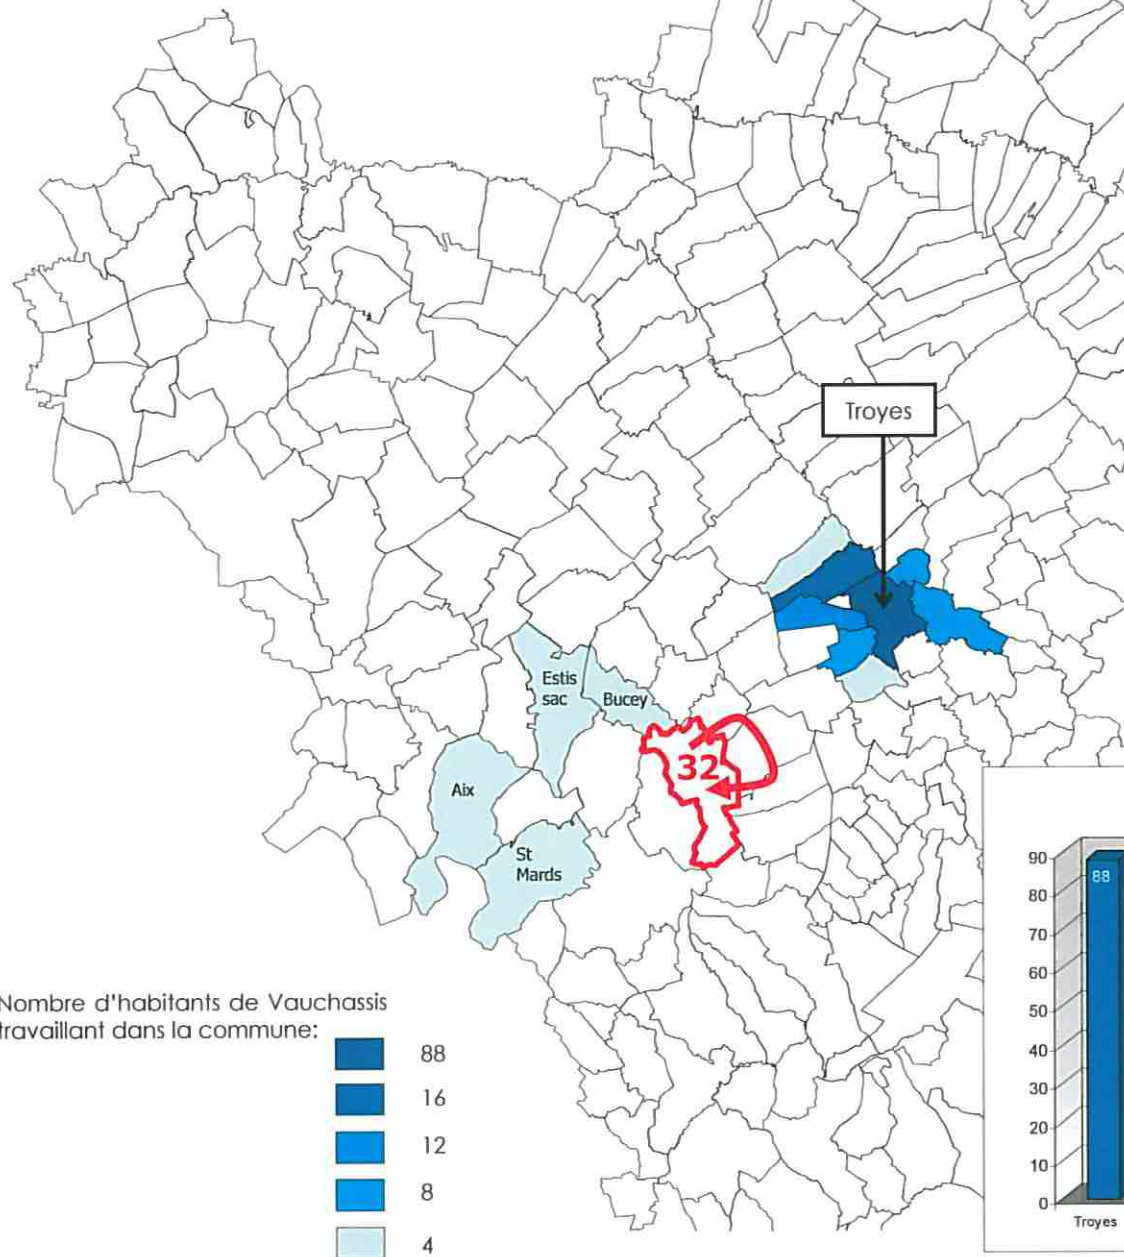 Troyes
Estis
sac
Bucey
32
Aix
St
Mards
Nombre d'habitants de Vauchassis
travaillant dans la commune:
88
16
12
8
4
90
80
70
60
50
40
30
20
10
0
88
Troyes